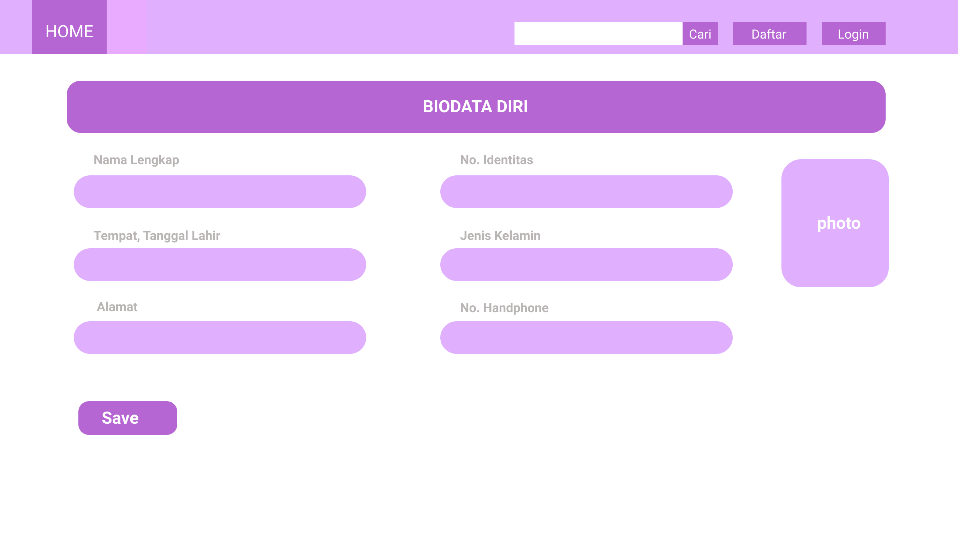 HOME
Cari
Daftar
Login
BIODATA DIRI
Nama Lengkap
No. Identitas
photo
Tempat, Tanggal Lahir
Jenis Kelamin
Alamat
No. Handphone
Save